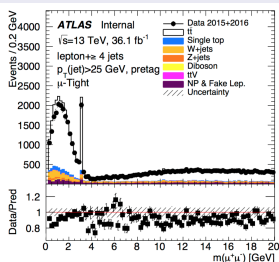 4000
3500
3000
2500
2000
1500
1000
500
Events / 0.2 GeV
ATLAS Internal
√s=13 TeV, 36.1 fb⁻¹
lepton+≥ 4 jets
p_T(jet)>25 GeV, pretag
μ-Tight
Data 2015+2016
tt̄
Single top
W+jets
Z+jets
Diboson
ttV
NP & Fake Lep.
Uncertainty
Data/Pred
1.2
1
0.8
0 2 4 6 8 10 12 14 16 18 20
m(μ⁺μ⁻) [GeV]